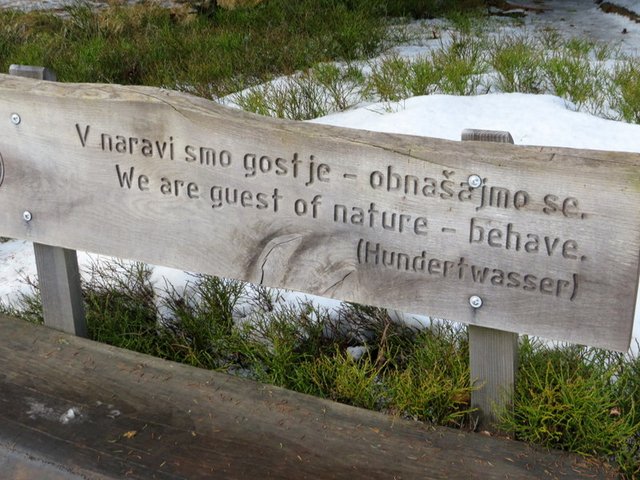 V naravi smo gostje – obnašajmo se.
We are guest of nature – behave.
(Hundertwasser)